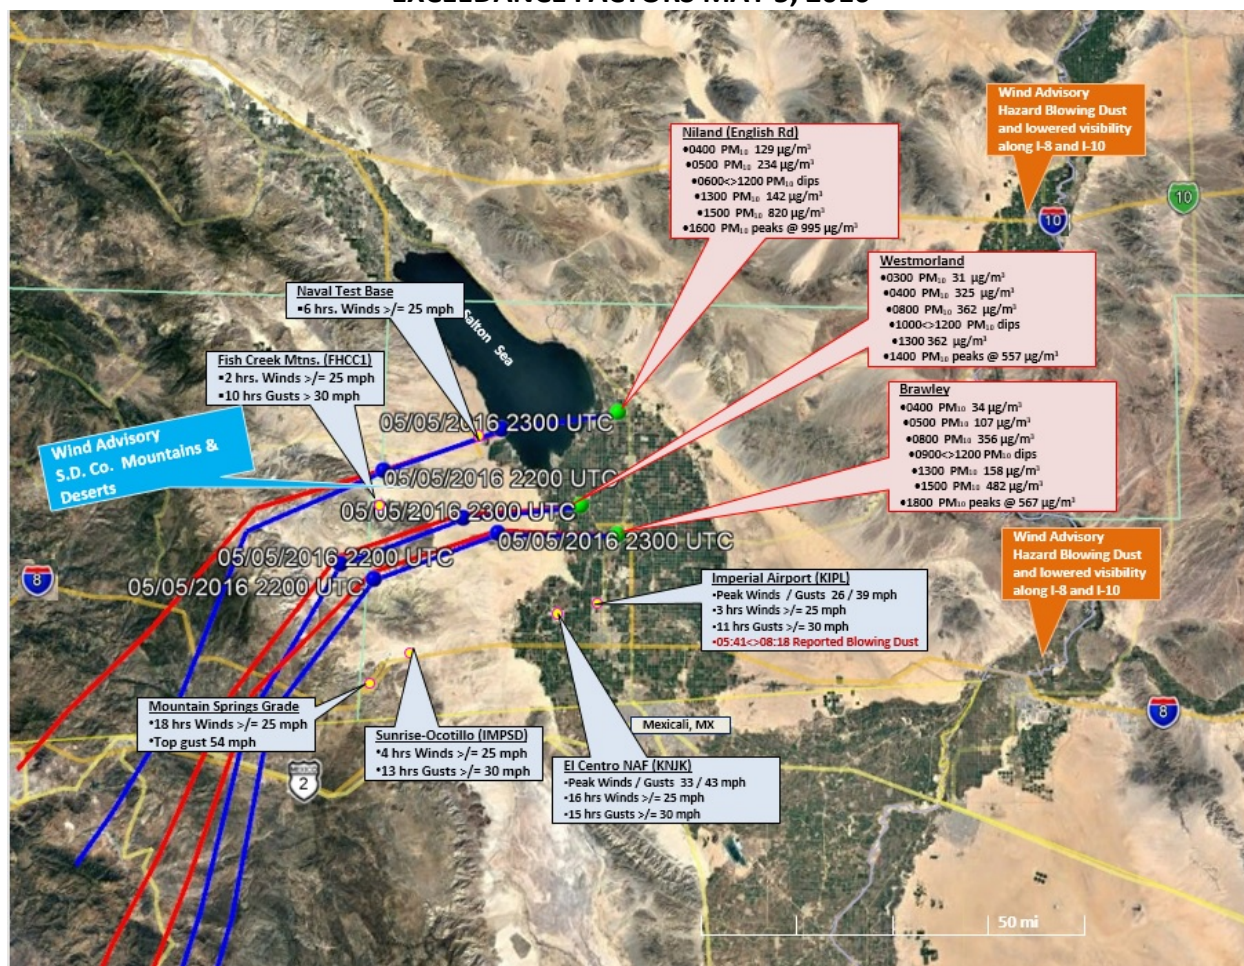 EXCEEDANCE FACTORS MAY 5, 2016
Wind Advisory
Hazard Blowing Dust
and lowered visibility
along I-8 and I-10
Niland (English Rd)
•0400 PM₁₀ 129 µg/m³
•0500 PM₁₀ 234 µg/m³
•0600<>1200 PM₁₀ dips
•1300 PM₁₀ 142 µg/m³
•1500 PM₁₀ 820 µg/m³
•1600 PM₁₀ peaks @ 995 µg/m³
10
10
Westmorland
•0300 PM₁₀ 31 µg/m³
•0400 PM₁₀ 325 µg/m³
•0800 PM₁₀ 362 µg/m³
•1000<>1200 PM₁₀ dips
•1300 362 µg/m³
•1400 PM₁₀ peaks @ 557 µg/m³
Naval Test Base
▪6 hrs. Winds >/= 25 mph
Salton Sea
Fish Creek Mtns. (FHCC1)
▪2 hrs. Winds >/= 25 mph
▪10 hrs Gusts > 30 mph
Brawley
•0400 PM₁₀ 34 µg/m³
•0500 PM₁₀ 107 µg/m³
•0800 PM₁₀ 356 µg/m³
•0900<>1200 PM₁₀ dips
•1300 PM₁₀ 158 µg/m³
•1500 PM₁₀ 482 µg/m³
•1800 PM₁₀ peaks @ 567 µg/m³
Wind Advisory
S.D. Co. Mountains &
Deserts
05/05/2016 2300 UTC
05/05/2016 2200 UTC
05/05/2016 2300 UTC
05/05/2016 2300 UTC
05/05/2016 2200 UTC
05/05/2016 2200 UTC
8
Wind Advisory
Hazard Blowing Dust
and lowered visibility
along I-8 and I-10
Imperial Airport (KIPL)
•Peak Winds / Gusts 26 / 39 mph
•3 hrs Winds >/= 25 mph
•11 hrs Gusts >/= 30 mph
•05:41<>08:18 Reported Blowing Dust
Mountain Springs Grade
•18 hrs Winds >/= 25 mph
•Top gust 54 mph
Sunrise-Ocotillo (IMPSD)
•4 hrs Winds >/= 25 mph
•13 hrs Gusts >/= 30 mph
Mexicali, MX
8
2
El Centro NAF (KNJK)
•Peak Winds / Gusts 33 / 43 mph
•16 hrs Winds >/= 25 mph
•15 hrs Gusts >/= 30 mph
50 mi